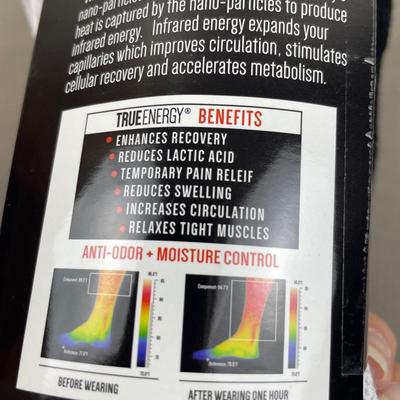 nano-particles
heat is captured by the nano-particles to produce
infrared energy. Infrared energy expands your
capillaries which improves circulation, stimulates
cellular recovery and accelerates metabolism.
TRUEENERGY® BENEFITS
• ENHANCES RECOVERY
• REDUCES LACTIC ACID
• TEMPORARY PAIN RELEIF
• REDUCES SWELLING
• INCREASES CIRCULATION
• RELAXES TIGHT MUSCLES
ANTI-ODOR + MOISTURE CONTROL
BEFORE WEARING
AFTER WEARING ONE HOUR